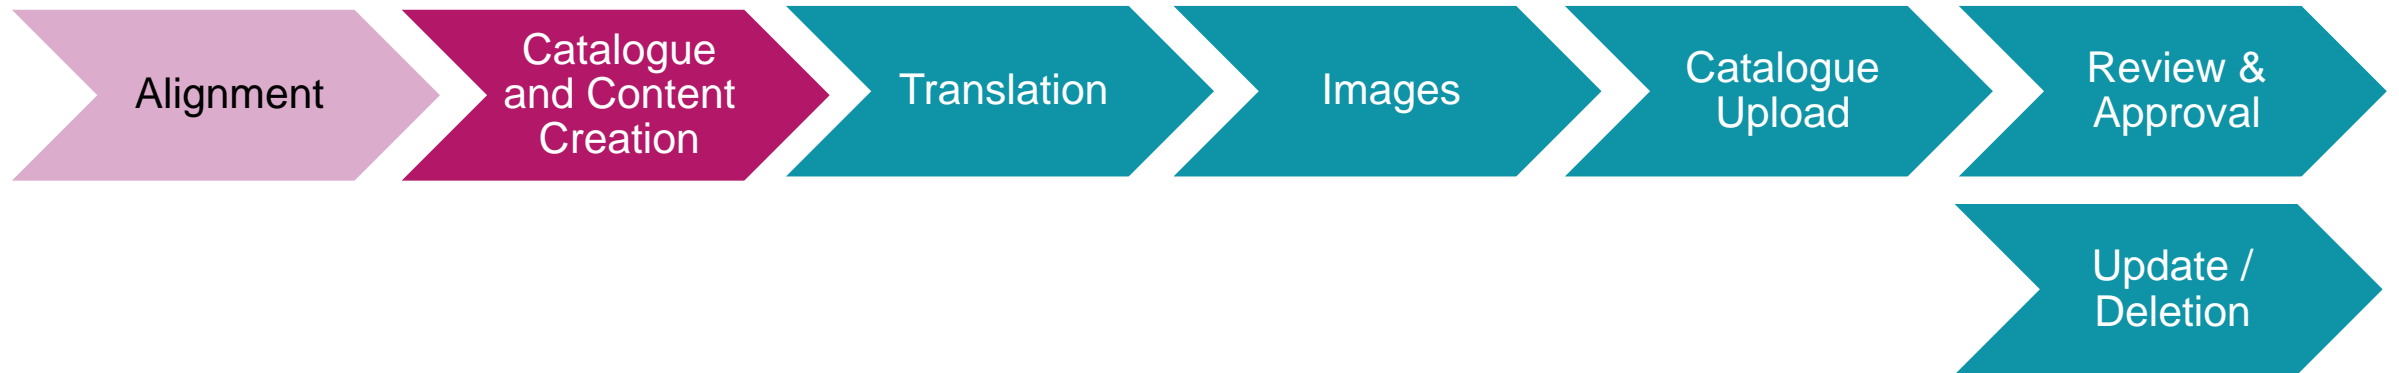 Alignment
Catalogue
and Content
Creation
Translation
Images
Catalogue
Upload
Review &
Approval
Update /
Deletion